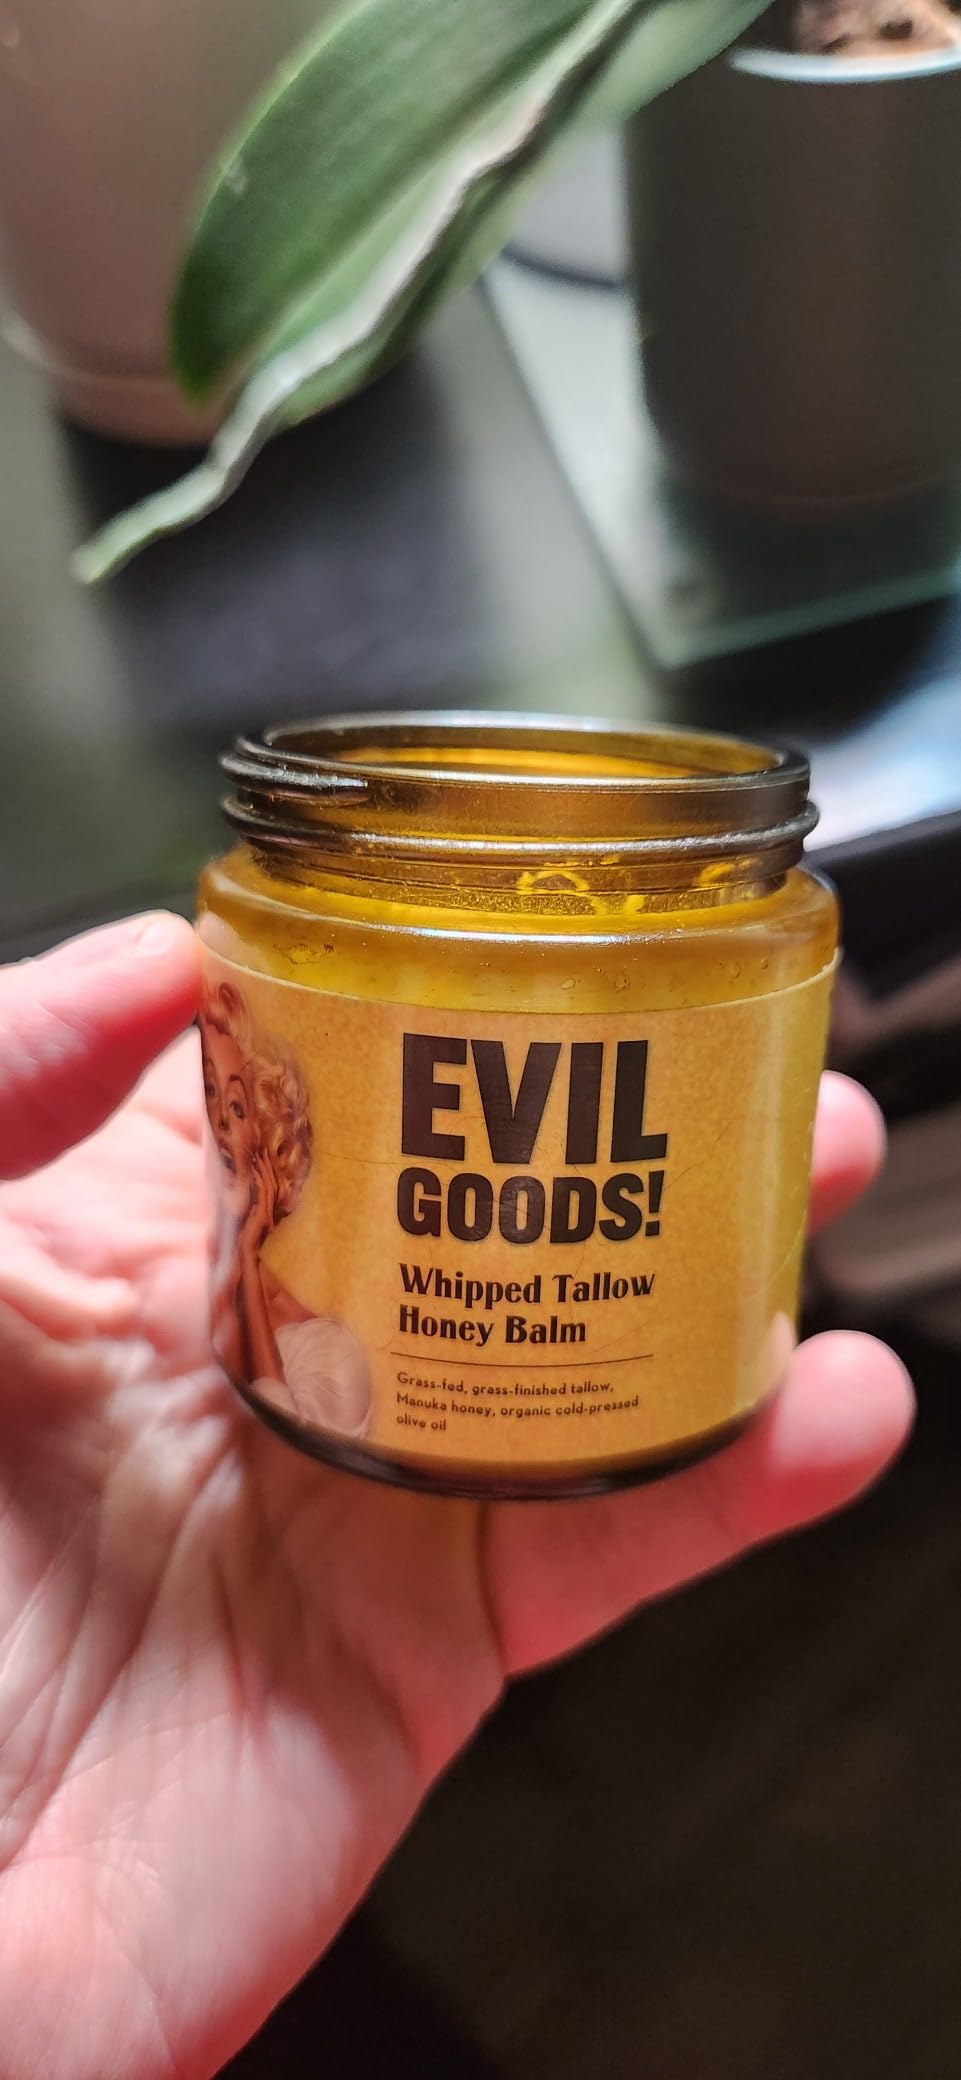 EVIL
GOODS!
Whipped Tallow
Honey Balm
Grass-fed, grass-finished tallow,
Manuka honey, organic cold-pressed
olive oil